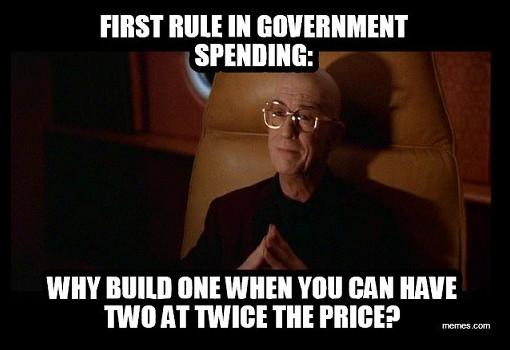 FIRST RULE IN GOVERNMENT
SPENDING:
WHY BUILD ONE WHEN YOU CAN HAVE
TWO AT TWICE THE PRICE?
memes.com